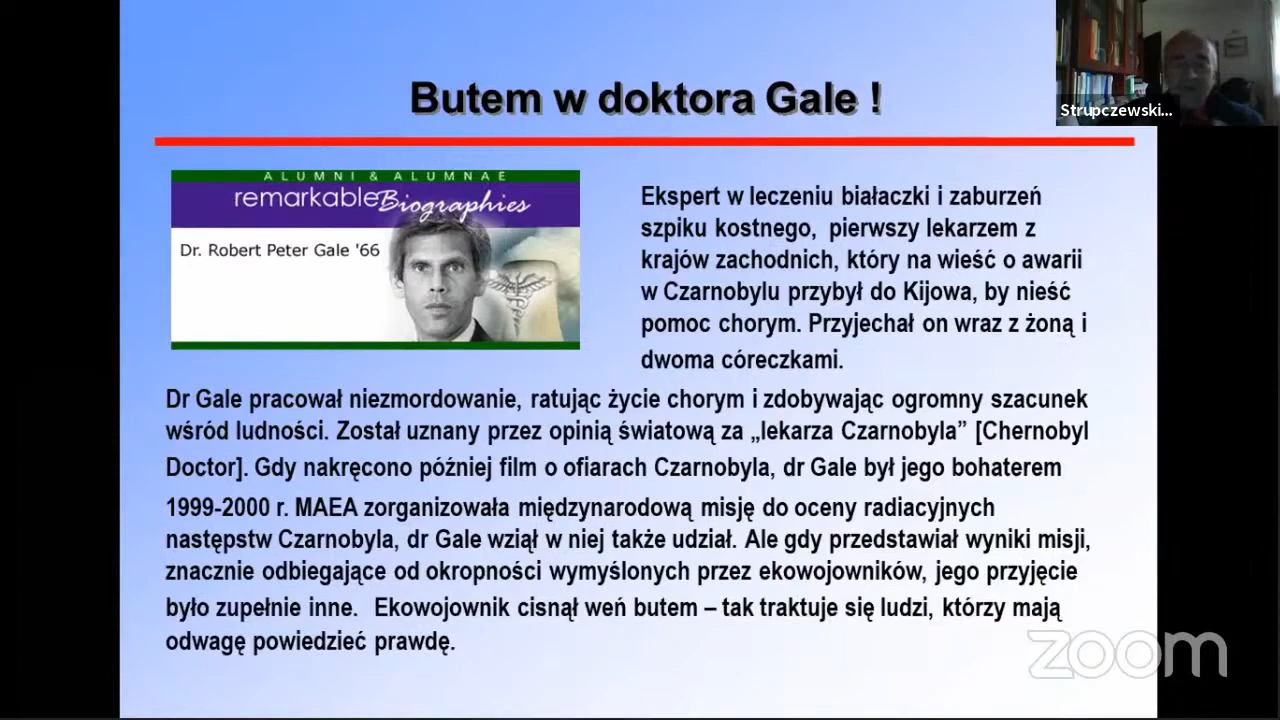 Butem w doktora Gale !
Strupczewski...
ALUMNI & ALUMNAE
remarkable Biographies
Dr. Robert Peter Gale '66
Ekspert w leczeniu białaczki i zaburzeń
szpiku kostnego, pierwszy lekarzem z
krajów zachodnich, który na wieść o awarii
w Czarnobylu przybył do Kijowa, by nieść
pomoc chorym. Przyjechał on wraz z żoną i
dwoma córeczkami.
Dr Gale pracował niezmordowanie, ratując życie chorym i zdobywając ogromny szacunek
wśród ludności. Został uznany przez opinią światową za „lekarza Czarnobyla” [Chernobyl
Doctor]. Gdy nakręcono później film o ofiarach Czarnobyla, dr Gale był jego bohaterem
1999-2000 r. MAEA zorganizowała międzynarodową misję do oceny radiacyjnych
następstw Czarnobyla, dr Gale wziął w niej także udział. Ale gdy przedstawiał wyniki misji,
znacznie odbiegające od okropności wymyślonych przez ekowojowników, jego przyjęcie
było zupełnie inne. Ekowojownik cisnął weń butem – tak traktuje się ludzi, którzy mają
odwagę powiedzieć prawdę.
zoom